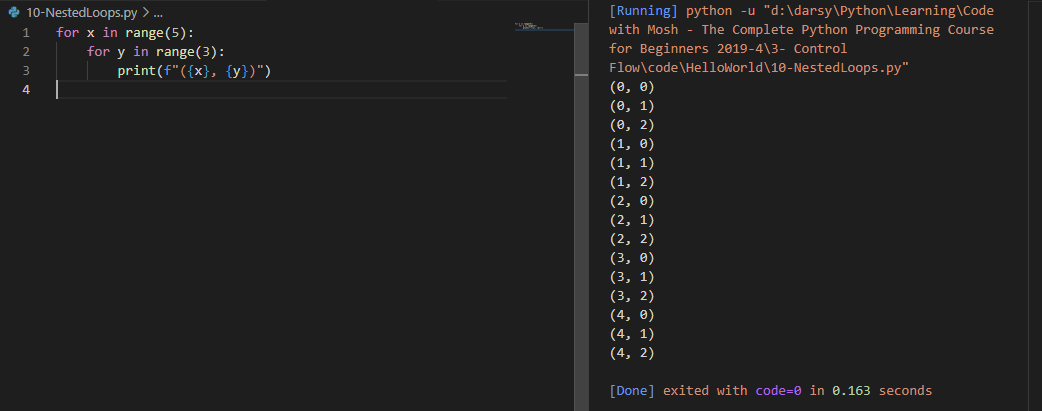 10-NestedLoops.py > ...
1 for x in range(5):
2     for y in range(3):
3         print(f"({x}, {y})")
4
[Running] python -u "d:\darsy\Python\Learning\Code
with Mosh - The Complete Python Programming Course
for Beginners 2019-4\3- Control
Flow\code\HelloWorld\10-NestedLoops.py"
(0, 0)
(0, 1)
(0, 2)
(1, 0)
(1, 1)
(1, 2)
(2, 0)
(2, 1)
(2, 2)
(3, 0)
(3, 1)
(3, 2)
(4, 0)
(4, 1)
(4, 2)
[Done] exited with code=0 in 0.163 seconds